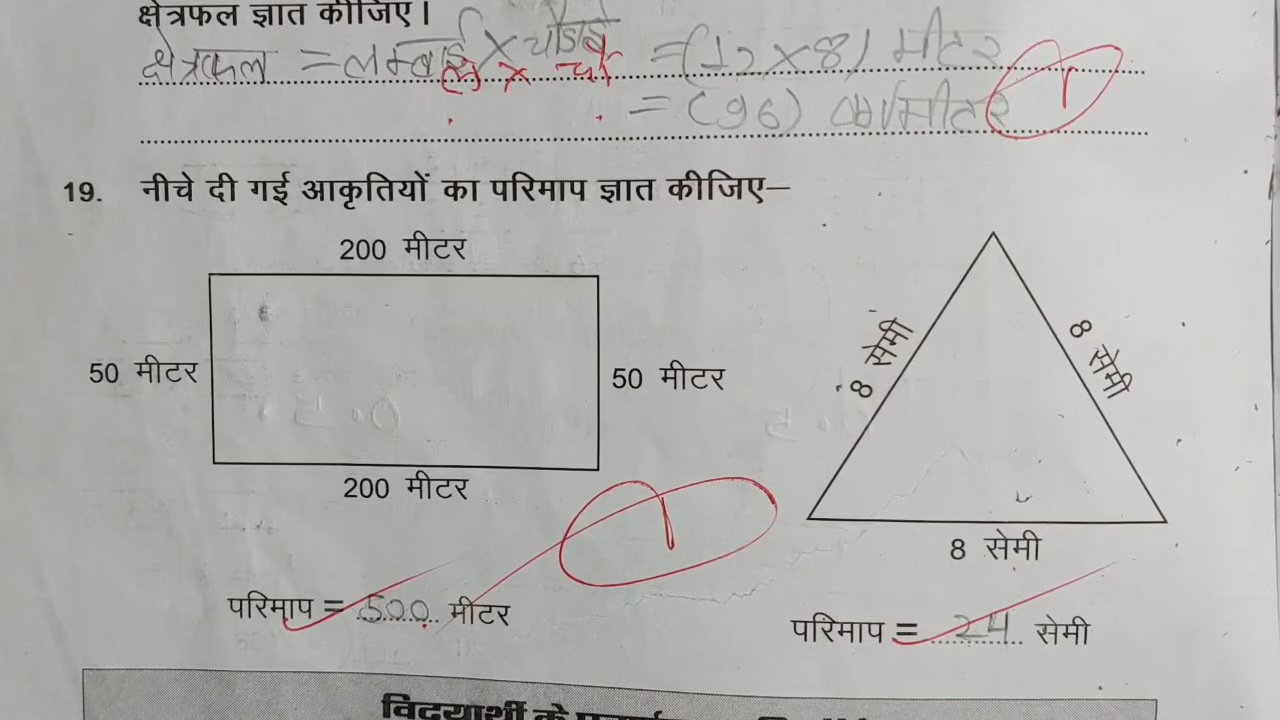 क्षेत्रफल ज्ञात कीजिए।
क्षेत्रफल = लम्बाई × चौडाई = (12 × 8) मीटर
ल × चौ
= (96) वर्ग मीटर
1
19. नीचे दी गई आकृतियों का परिमाप ज्ञात कीजिए–
200 मीटर
50 मीटर
50 मीटर
200 मीटर
8 सेमी
8 सेमी
8 सेमी
1
परिमाप = 500 मीटर
परिमाप = 24 सेमी
विद्यार्थी के